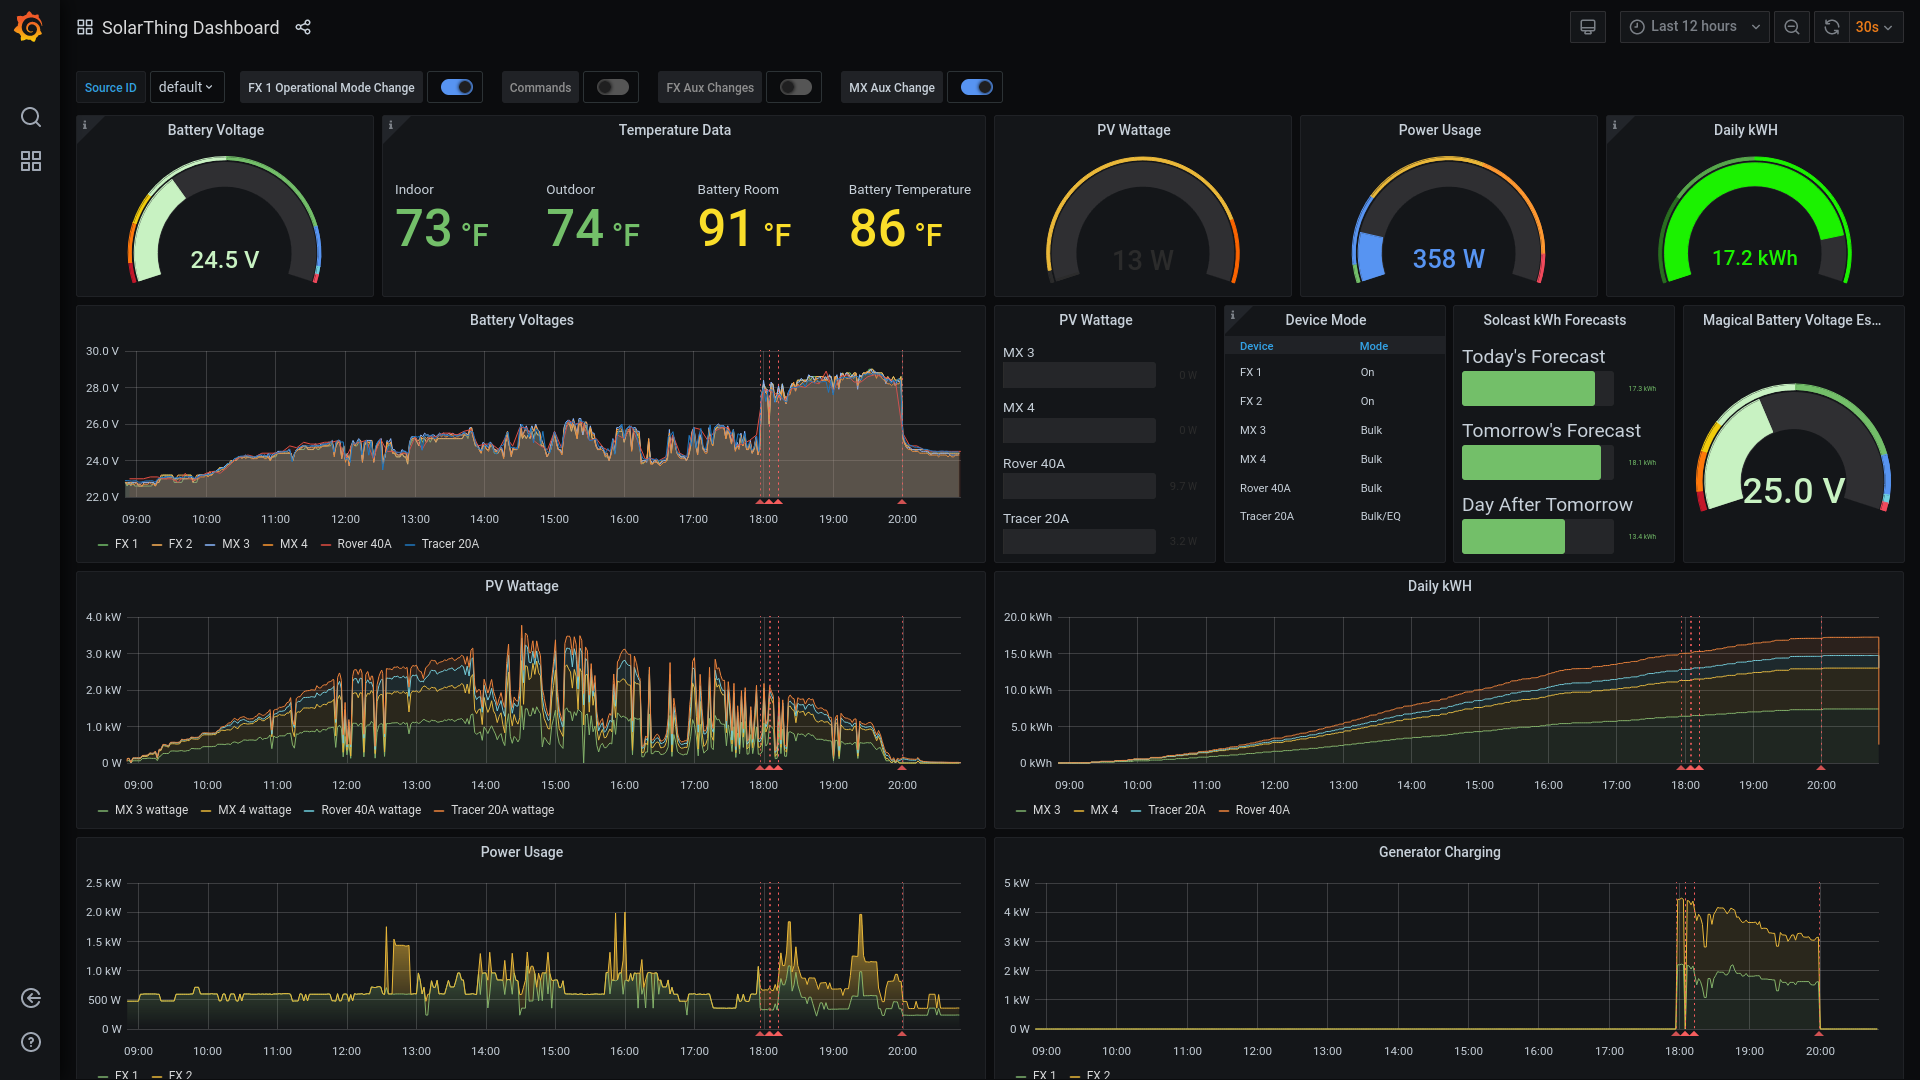 SolarThing Dashboard
Last 12 hours
30s
Source ID
default
FX 1 Operational Mode Change
Commands
FX Aux Changes
MX Aux Change
Battery Voltage
24.5 V
Temperature Data
Indoor
73 °F
Outdoor
74 °F
Battery Room
91 °F
Battery Temperature
86 °F
PV Wattage
13 W
Power Usage
358 W
Daily kWH
17.2 kWh
Battery Voltages
30.0 V
28.0 V
26.0 V
24.0 V
22.0 V
09:00 10:00 11:00 12:00 13:00 14:00 15:00 16:00 17:00 18:00 19:00 20:00
FX 1 FX 2 MX 3 MX 4 Rover 40A Tracer 20A
PV Wattage
MX 3
0 W
MX 4
0 W
Rover 40A
9.7 W
Tracer 20A
3.2 W
Device Mode
Device Mode
FX 1 On
FX 2 On
MX 3 Bulk
MX 4 Bulk
Rover 40A Bulk
Tracer 20A Bulk/EQ
Solcast kWh Forecasts
Today's Forecast
17.3 kWh
Tomorrow's Forecast
18.1 kWh
Day After Tomorrow
13.4 kWh
Magical Battery Voltage Es...
25.0 V
PV Wattage
4.0 kW
3.0 kW
2.0 kW
1.0 kW
0 W
09:00 10:00 11:00 12:00 13:00 14:00 15:00 16:00 17:00 18:00 19:00 20:00
MX 3 wattage MX 4 wattage Rover 40A wattage Tracer 20A wattage
Daily kWH
20.0 kWh
15.0 kWh
10.0 kWh
5.0 kWh
0 kWh
09:00 10:00 11:00 12:00 13:00 14:00 15:00 16:00 17:00 18:00 19:00 20:00
MX 3 MX 4 Tracer 20A Rover 40A
Power Usage
2.5 kW
2.0 kW
1.5 kW
1.0 kW
500 W
0 W
09:00 10:00 11:00 12:00 13:00 14:00 15:00 16:00 17:00 18:00 19:00 20:00
FX 1 FX 2
Generator Charging
5 kW
4 kW
3 kW
2 kW
1 kW
0 W
09:00 10:00 11:00 12:00 13:00 14:00 15:00 16:00 17:00 18:00 19:00 20:00
FX 1 FX 2